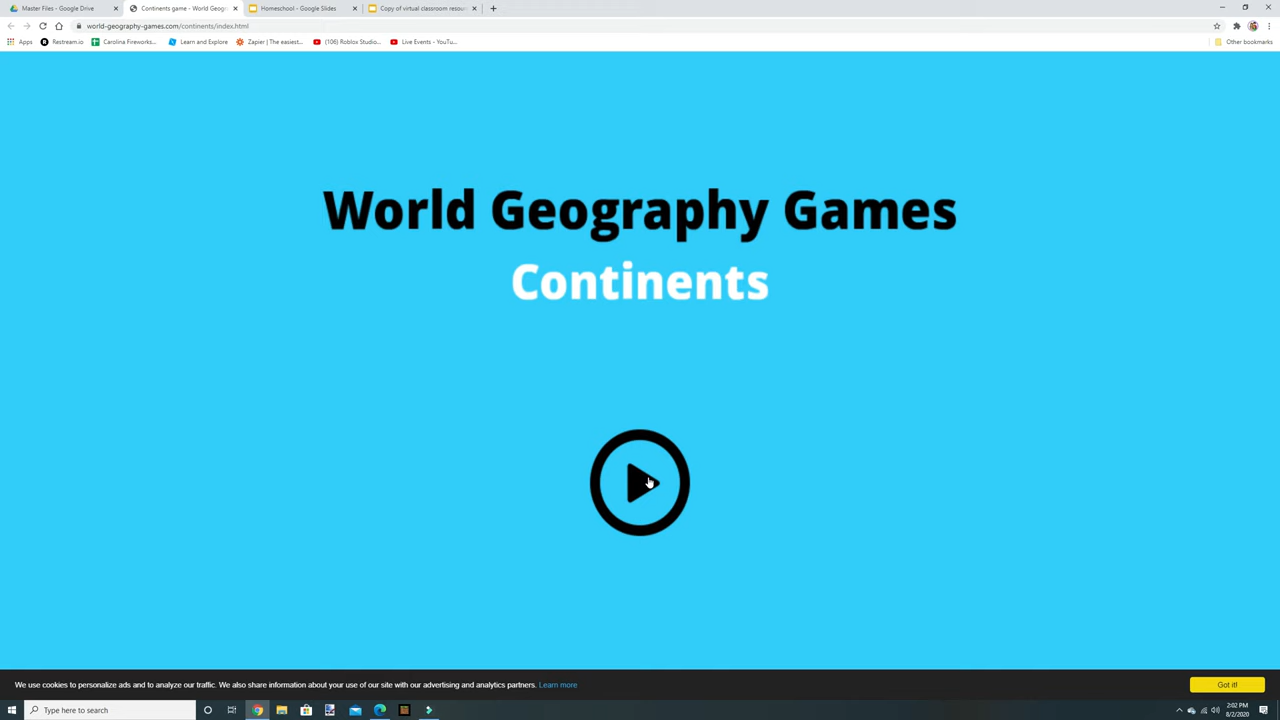 Master Files - Google Drive
Continents game - World Geog
Homeschool - Google Slides
Copy of virtual classroom resou
world-geography-games.com/continents/index.html
Apps
Restream.io
Carolina Fireworks...
Learn and Explore
Zapier | The easiest...
(106) Roblox Studio...
Live Events - YouTu...
Other bookmarks
World Geography Games
Continents
We use cookies to personalize ads and to analyze our traffic. We also share information about your use of our site with our advertising and analytics partners. Learn more
Got it!
Type here to search
2:02 PM
8/2/2020